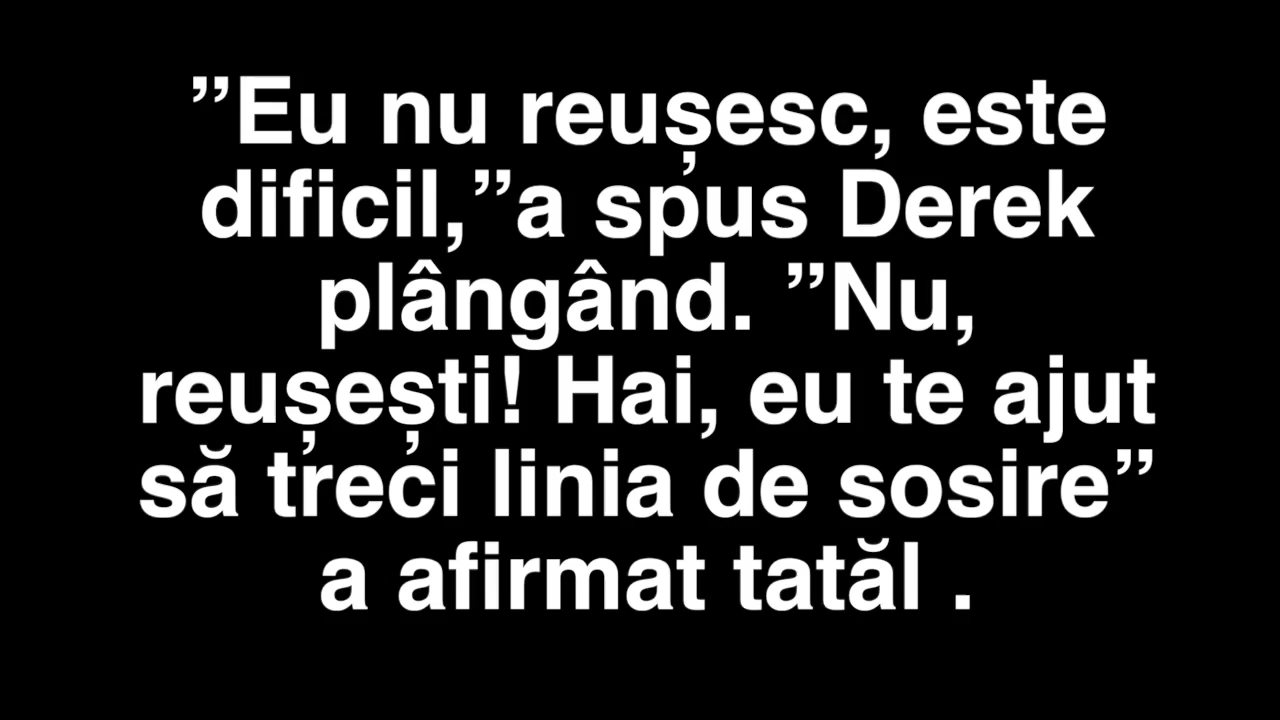 ”Eu nu reușesc, este
dificil,”a spus Derek
plângând. ”Nu,
reușești! Hai, eu te ajut
să treci linia de sosire”
a afirmat tatăl .